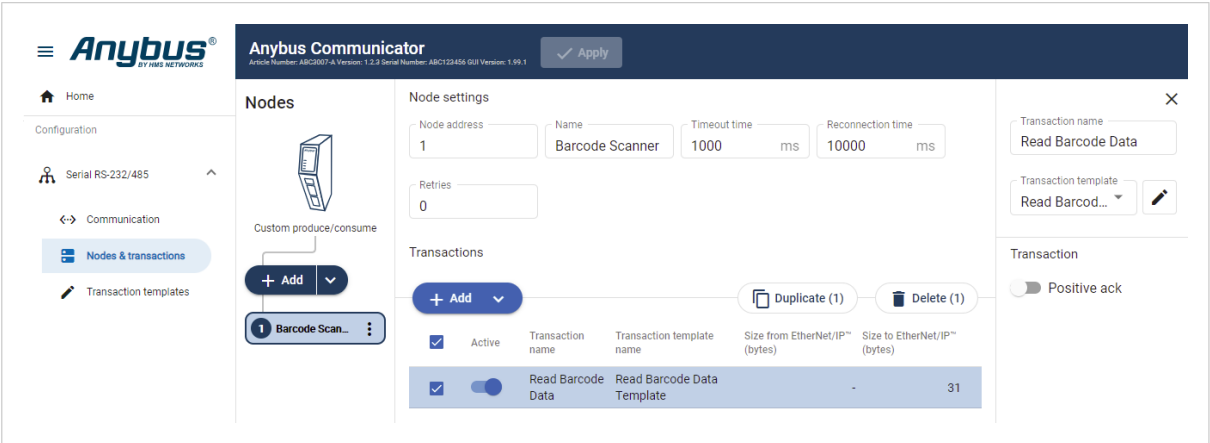 Anybus®
BY HMS NETWORKS
Anybus Communicator
Article Number: ABC3007-A Version: 1.2.3 Serial Number: ABC123456 GUI Version: 1.99.1
Apply
Home
Configuration
Serial RS-232/485
Communication
Nodes & transactions
Transaction templates
Nodes
Custom produce/consume
Add
1 Barcode Scan...
Node settings
Node address
1
Name
Barcode Scanner
Timeout time
1000 ms
Reconnection time
10000 ms
Retries
0
Transactions
Add
Duplicate (1)
Delete (1)
Active
Transaction
name
Transaction template
name
Size from EtherNet/IP™
(bytes)
Size to EtherNet/IP™
(bytes)
Read Barcode
Data
Read Barcode Data
Template
-
31
Transaction name
Read Barcode Data
Transaction template
Read Barcod...
Transaction
Positive ack